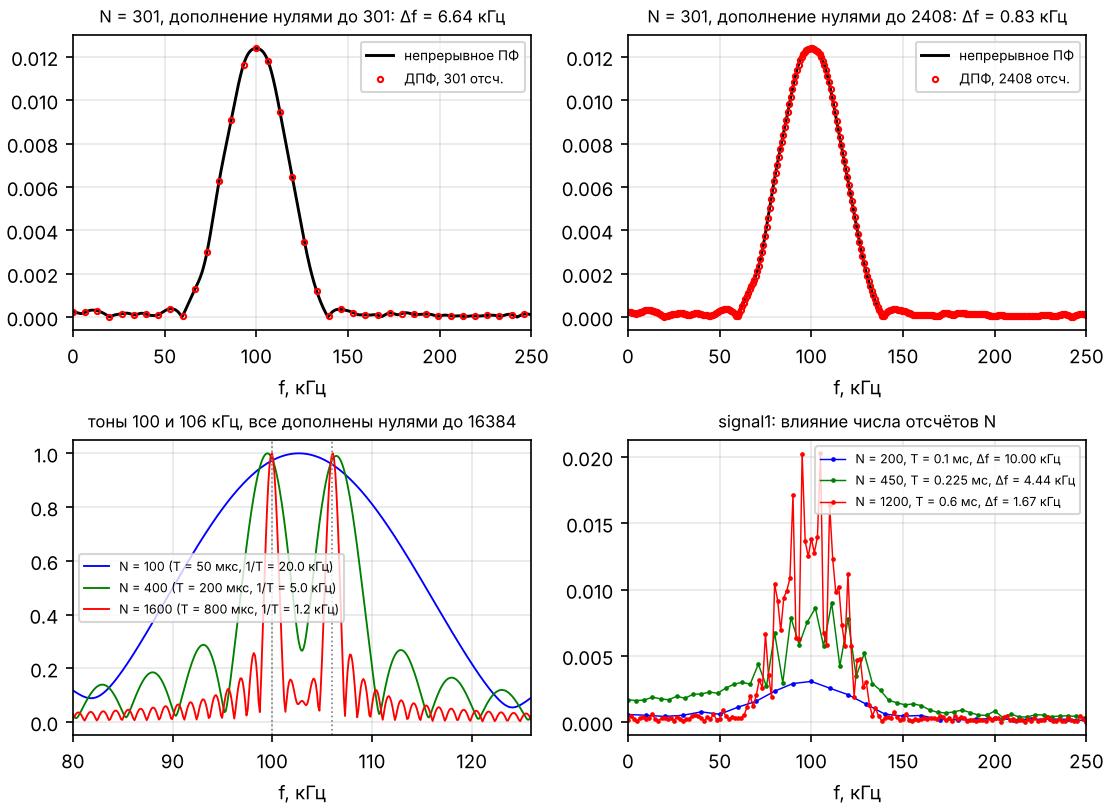 N = 301, дополнение нулями до 301: Δf = 6.64 кГц
0.012
0.010
0.008
0.006
0.004
0.002
0.000
непрерывное ПФ
ДПФ, 301 отсч.
0 50 100 150 200 250
f, кГц
N = 301, дополнение нулями до 2408: Δf = 0.83 кГц
0.012
0.010
0.008
0.006
0.004
0.002
0.000
непрерывное ПФ
ДПФ, 2408 отсч.
0 50 100 150 200 250
f, кГц
тоны 100 и 106 кГц, все дополнены нулями до 16384
1.0
0.8
0.6
0.4
0.2
0.0
N = 100 (T = 50 мкс, 1/T = 20.0 кГц)
N = 400 (T = 200 мкс, 1/T = 5.0 кГц)
N = 1600 (T = 800 мкс, 1/T = 1.2 кГц)
80 90 100 110 120
f, кГц
signal1: влияние числа отсчётов N
0.020
0.015
0.010
0.005
0.000
N = 200, T = 0.1 мс, Δf = 10.00 кГц
N = 450, T = 0.225 мс, Δf = 4.44 кГц
N = 1200, T = 0.6 мс, Δf = 1.67 кГц
0 50 100 150 200 250
f, кГц